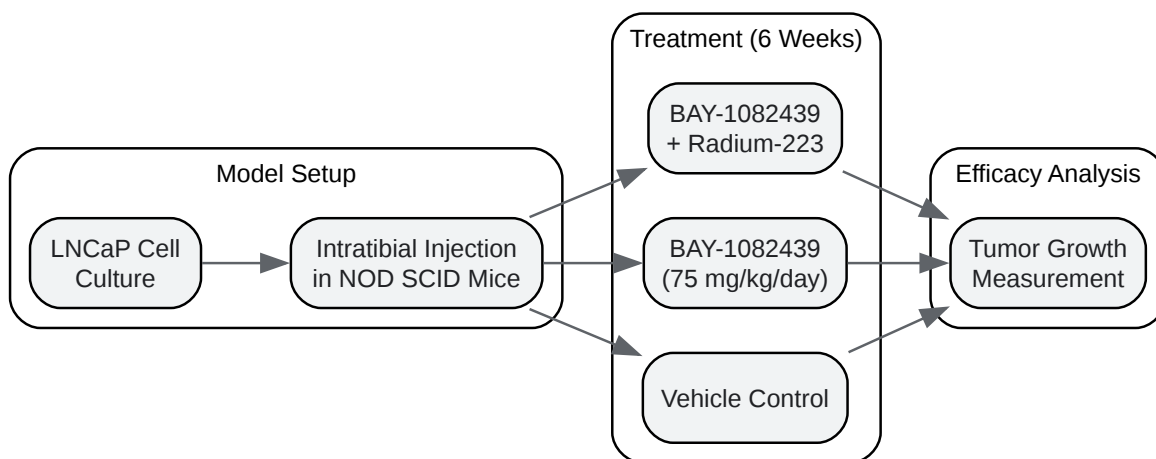 Model Setup
LNCaP Cell
Culture
Intratibial Injection
in NOD SCID Mice
Treatment (6 Weeks)
BAY-1082439
+ Radium-223
BAY-1082439
(75 mg/kg/day)
Vehicle Control
Efficacy Analysis
Tumor Growth
Measurement